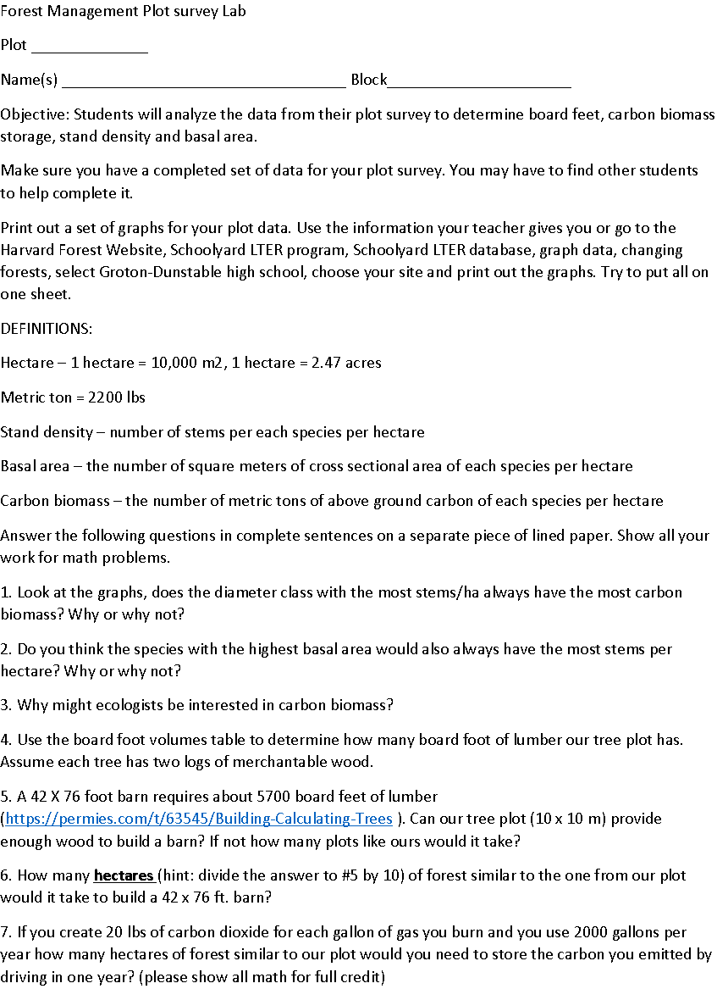 Forest Management Plot survey Lab
Plot ______________
Name(s) __________________________________ Block______________________
Objective: Students will analyze the data from their plot survey to determine board feet, carbon biomass
storage, stand density and basal area.
Make sure you have a completed set of data for your plot survey. You may have to find other students
to help complete it.
Print out a set of graphs for your plot data. Use the information your teacher gives you or go to the
Harvard Forest Website, Schoolyard LTER program, Schoolyard LTER database, graph data, changing
forests, select Groton-Dunstable high school, choose your site and print out the graphs. Try to put all on
one sheet.
DEFINITIONS:
Hectare – 1 hectare = 10,000 m2, 1 hectare = 2.47 acres
Metric ton = 2200 lbs
Stand density – number of stems per each species per hectare
Basal area – the number of square meters of cross sectional area of each species per hectare
Carbon biomass – the number of metric tons of above ground carbon of each species per hectare
Answer the following questions in complete sentences on a separate piece of lined paper. Show all your
work for math problems.
1. Look at the graphs, does the diameter class with the most stems/ha always have the most carbon
biomass? Why or why not?
2. Do you think the species with the highest basal area would also always have the most stems per
hectare? Why or why not?
3. Why might ecologists be interested in carbon biomass?
4. Use the board foot volumes table to determine how many board foot of lumber our tree plot has.
Assume each tree has two logs of merchantable wood.
5. A 42 X 76 foot barn requires about 5700 board feet of lumber
(https://permies.com/t/63545/Building-Calculating-Trees ). Can our tree plot (10 x 10 m) provide
enough wood to build a barn? If not how many plots like ours would it take?
6. How many hectares (hint: divide the answer to #5 by 10) of forest similar to the one from our plot
would it take to build a 42 x 76 ft. barn?
7. If you create 20 lbs of carbon dioxide for each gallon of gas you burn and you use 2000 gallons per
year how many hectares of forest similar to our plot would you need to store the carbon you emitted by
driving in one year? (please show all math for full credit)